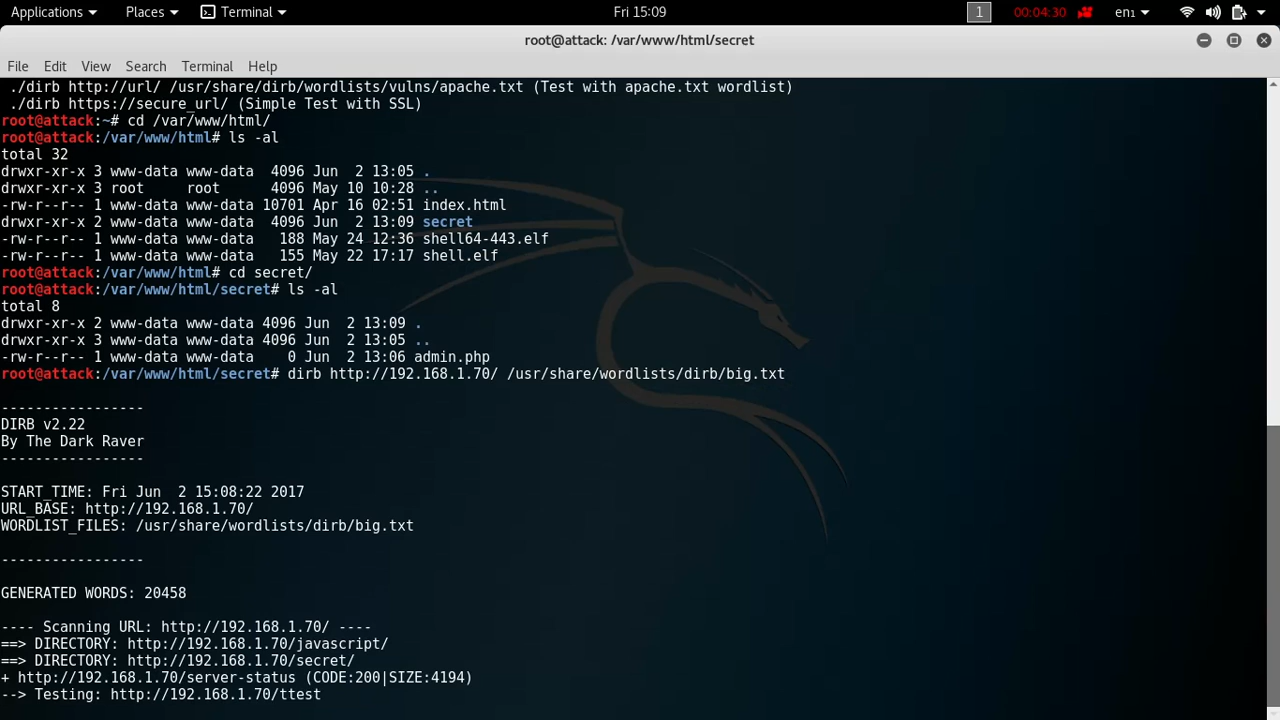 Applications Places Terminal Fri 15:09 1 00:04:30 en₁
root@attack: /var/www/html/secret
File Edit View Search Terminal Help
./dirb http://url/ /usr/share/dirb/wordlists/vulns/apache.txt (Test with apache.txt wordlist)
./dirb https://secure_url/ (Simple Test with SSL)
root@attack:~# cd /var/www/html/
root@attack:/var/www/html# ls -al
total 32
drwxr-xr-x 3 www-data www-data  4096 Jun  2 13:05 .
drwxr-xr-x 3 root     root      4096 May 10 10:28 ..
-rw-r--r-- 1 www-data www-data 10701 Apr 16 02:51 index.html
drwxr-xr-x 2 www-data www-data  4096 Jun  2 13:09 secret
-rw-r--r-- 1 www-data www-data   188 May 24 12:36 shell64-443.elf
-rw-r--r-- 1 www-data www-data   155 May 22 17:17 shell.elf
root@attack:/var/www/html# cd secret/
root@attack:/var/www/html/secret# ls -al
total 8
drwxr-xr-x 2 www-data www-data 4096 Jun  2 13:09 .
drwxr-xr-x 3 www-data www-data 4096 Jun  2 13:05 ..
-rw-r--r-- 1 www-data www-data    0 Jun  2 13:06 admin.php
root@attack:/var/www/html/secret# dirb http://192.168.1.70/ /usr/share/wordlists/dirb/big.txt
-----------------
DIRB v2.22
By The Dark Raver
-----------------
START_TIME: Fri Jun  2 15:08:22 2017
URL_BASE: http://192.168.1.70/
WORDLIST_FILES: /usr/share/wordlists/dirb/big.txt
-----------------
GENERATED WORDS: 20458
---- Scanning URL: http://192.168.1.70/ ----
==> DIRECTORY: http://192.168.1.70/javascript/
==> DIRECTORY: http://192.168.1.70/secret/
+ http://192.168.1.70/server-status (CODE:200|SIZE:4194)
--> Testing: http://192.168.1.70/ttest